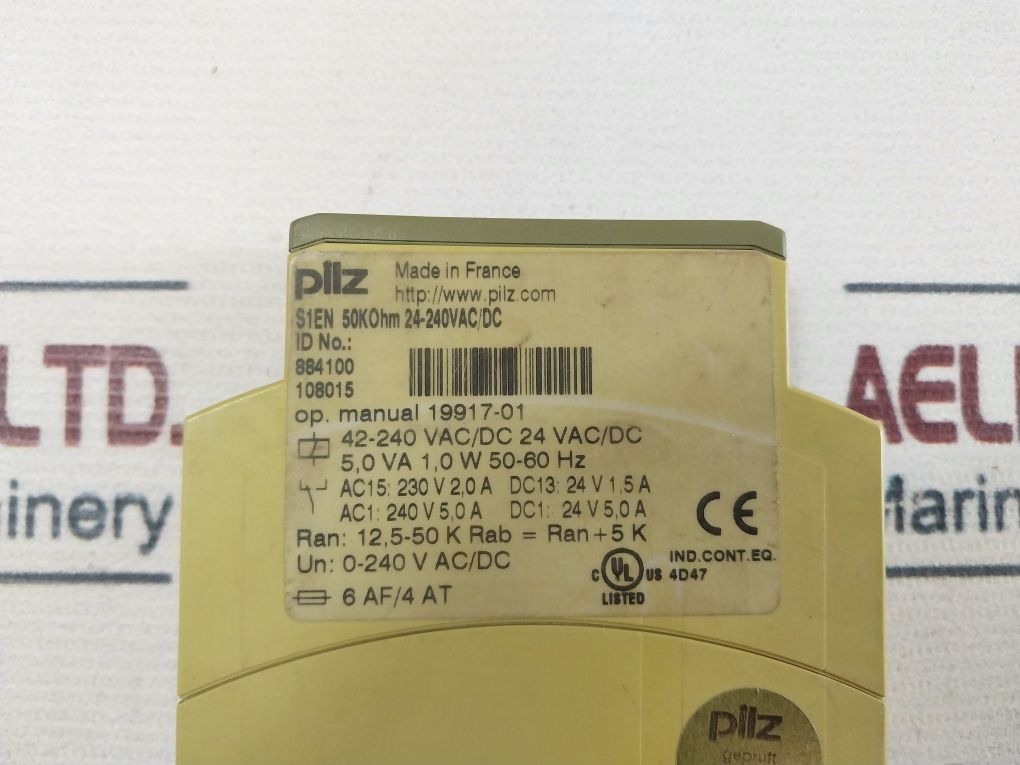 pilz Made in France
http://www.pilz.com
S1EN 50KOhm 24-240VAC/DC
ID No.:
884100
108015
op. manual 19917-01
42-240 VAC/DC 24 VAC/DC
5,0 VA 1,0 W 50-60 Hz
AC15: 230 V 2,0 A DC13: 24 V 1,5 A
AC1: 240 V 5,0 A DC1: 24 V 5,0 A
CE
Ran: 12,5-50 K Rab = Ran+5 K
Un: 0-240 V AC/DC
C UL US LISTED
IND.CONT.EQ.
4D47
6 AF/4 AT
pilz
LTD.
inery
AEL
Marin